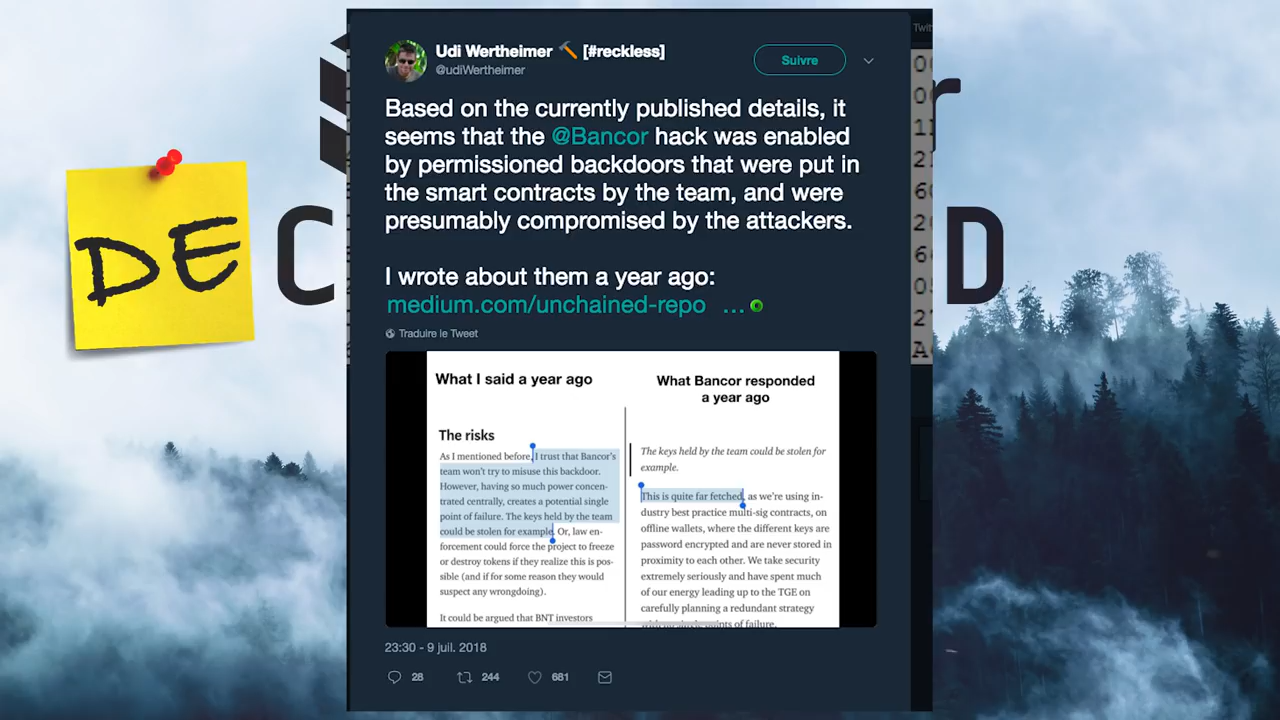 Udi Wertheimer 🔨 [#reckless]
@udiWertheimer
Suivre
Based on the currently published details, it
seems that the @Bancor hack was enabled
by permissioned backdoors that were put in
the smart contracts by the team, and were
presumably compromised by the attackers.
I wrote about them a year ago:
medium.com/unchained-repo ...
Traduire le Tweet
What I said a year ago
The risks
As I mentioned before, I trust that Bancor's
team won't try to misuse this backdoor.
However, having so much power concen-
trated centrally, creates a potential single
point of failure. The keys held by the team
could be stolen for example. Or, law en-
forcement could force the project to freeze
or destroy tokens if they realize this is pos-
sible (and if for some reason they would
suspect any wrongdoing).
It could be argued that BNT investors
What Bancor responded
a year ago
The keys held by the team could be stolen for
example.
This is quite far fetched, as we're using in-
dustry best practice multi-sig contracts, on
offline wallets, where the different keys are
password encrypted and are never stored in
proximity to each other. We take security
extremely seriously and have spent much
of our energy leading up to the TGE on
carefully planning a redundant strategy
with no single points of failure.
23:30 - 9 juil. 2018
28
244
681
DE
C
D
r
Twit